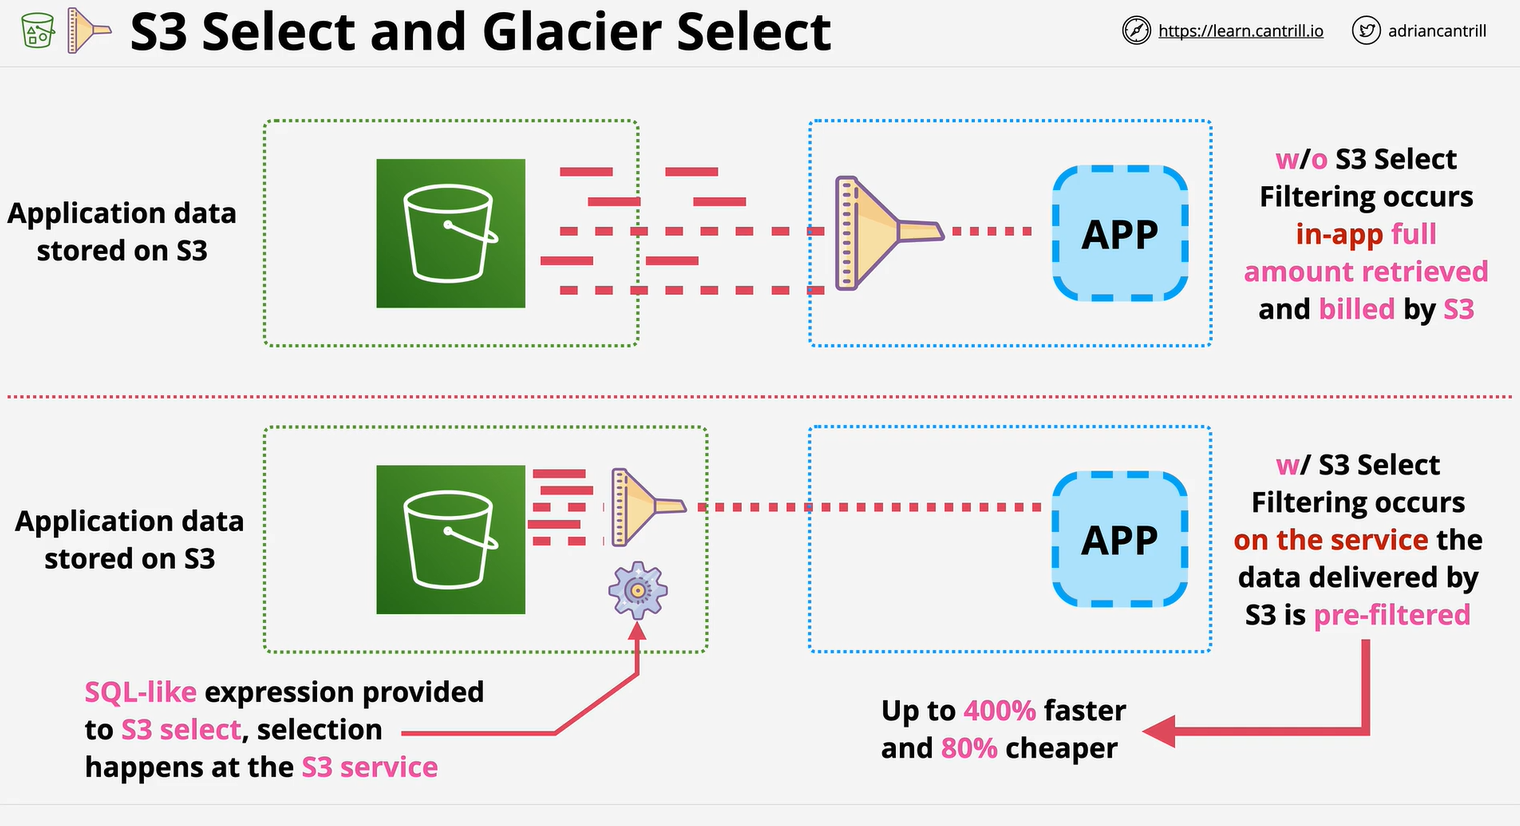 S3 Select and Glacier Select
https://learn.cantrill.io
adriancantrill
Application data
stored on S3
APP
w/o S3 Select
Filtering occurs
in-app full
amount retrieved
and billed by S3
Application data
stored on S3
APP
w/ S3 Select
Filtering occurs
on the service the
data delivered by
S3 is pre-filtered
SQL-like expression provided
to S3 select, selection
happens at the S3 service
Up to 400% faster
and 80% cheaper